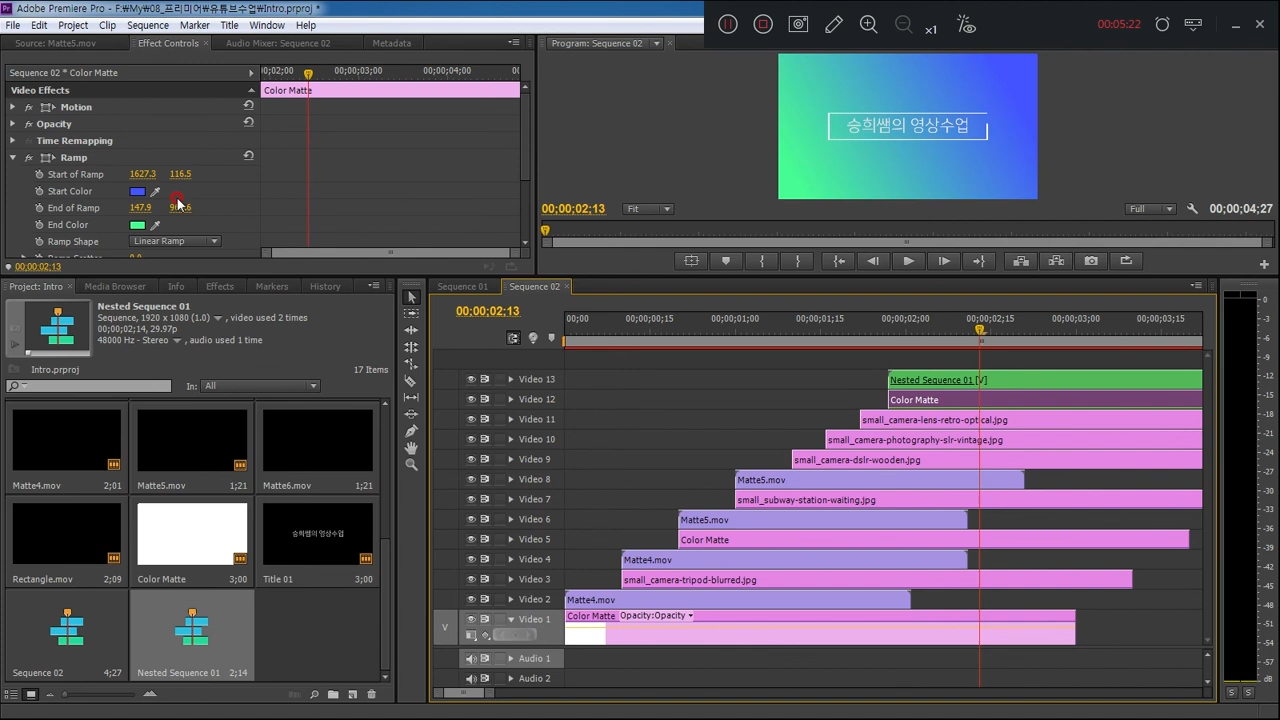 Adobe Premiere Pro - F:₩My₩08_프리미어₩유튜브수업₩Intro.prproj *
File Edit Project Clip Sequence Marker Title Window Help
x1
00:05:22
Source: Matte5.mov Effect Controls Audio Mixer: Sequence 02 Metadata
Program: Sequence 02
Sequence 02 * Color Matte
;02;00 00;00;03;00 00;00;04;00
Video Effects
Color Matte
Motion
Opacity
Time Remapping
Ramp
Start of Ramp 1627.3 116.5
Start Color
End of Ramp 147.9
End Color
Ramp Shape Linear Ramp
00;00;02;13
승희쌤의 영상수업
00;00;02;13 Fit Full 00;00;04;27
Project: Intro Media Browser Info Effects Markers History
Nested Sequence 01
Sequence, 1920 x 1080 (1.0) , video used 2 times
00;00;02;14, 29.97p
48000 Hz - Stereo , audio used 1 time
Intro.prproj 17 Items
In: All
Matte4.mov 2;01
Matte5.mov 1;21
Matte6.mov 1;21
승희쌤의 영상수업
Rectangle.mov 2;09
Color Matte 3;00
Title 01 3;00
Sequence 02 4;27
Nested Sequence 01 2;14
Sequence 01 Sequence 02
00;00;02;13
00;00 00;00;00;15 00;00;01;00 00;00;01;15 00;00;02;00 00;00;02;15 00;00;03;00 00;00;03;15
Video 13 Nested Sequence 01 [V]
Video 12 Color Matte
Video 11 small_camera-lens-retro-optical.jpg
Video 10 small_camera-photography-slr-vintage.jpg
Video 9 small_camera-dslr-wooden.jpg
Video 8 Matte5.mov
Video 7 small_subway-station-waiting.jpg
Video 6 Matte5.mov
Video 5 Color Matte
Video 4 Matte4.mov
Video 3 small_camera-tripod-blurred.jpg
Video 2 Matte4.mov
V Video 1 Color Matte Opacity:Opacity
Audio 1
Audio 2
0
-6
-12
-18
-24
-30
-36
-42
-48
-54
dB
S S